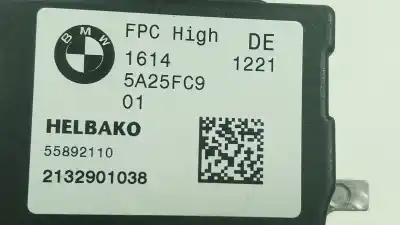 BMW
FPC High DE
1614 1221
5A25FC9
01
HELBAKO
55892110
2132901038